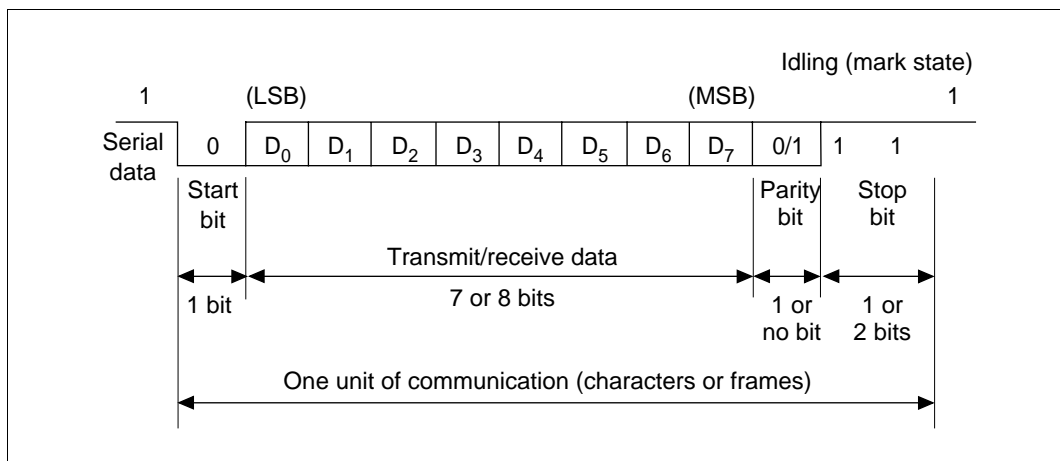 Idling (mark state)
1 (LSB) (MSB) 1
Serial data
0 D0 D1 D2 D3 D4 D5 D6 D7 0/1 1 1
Start bit
Parity bit
Stop bit
Transmit/receive data
1 bit
7 or 8 bits
1 or no bit
1 or 2 bits
One unit of communication (characters or frames)